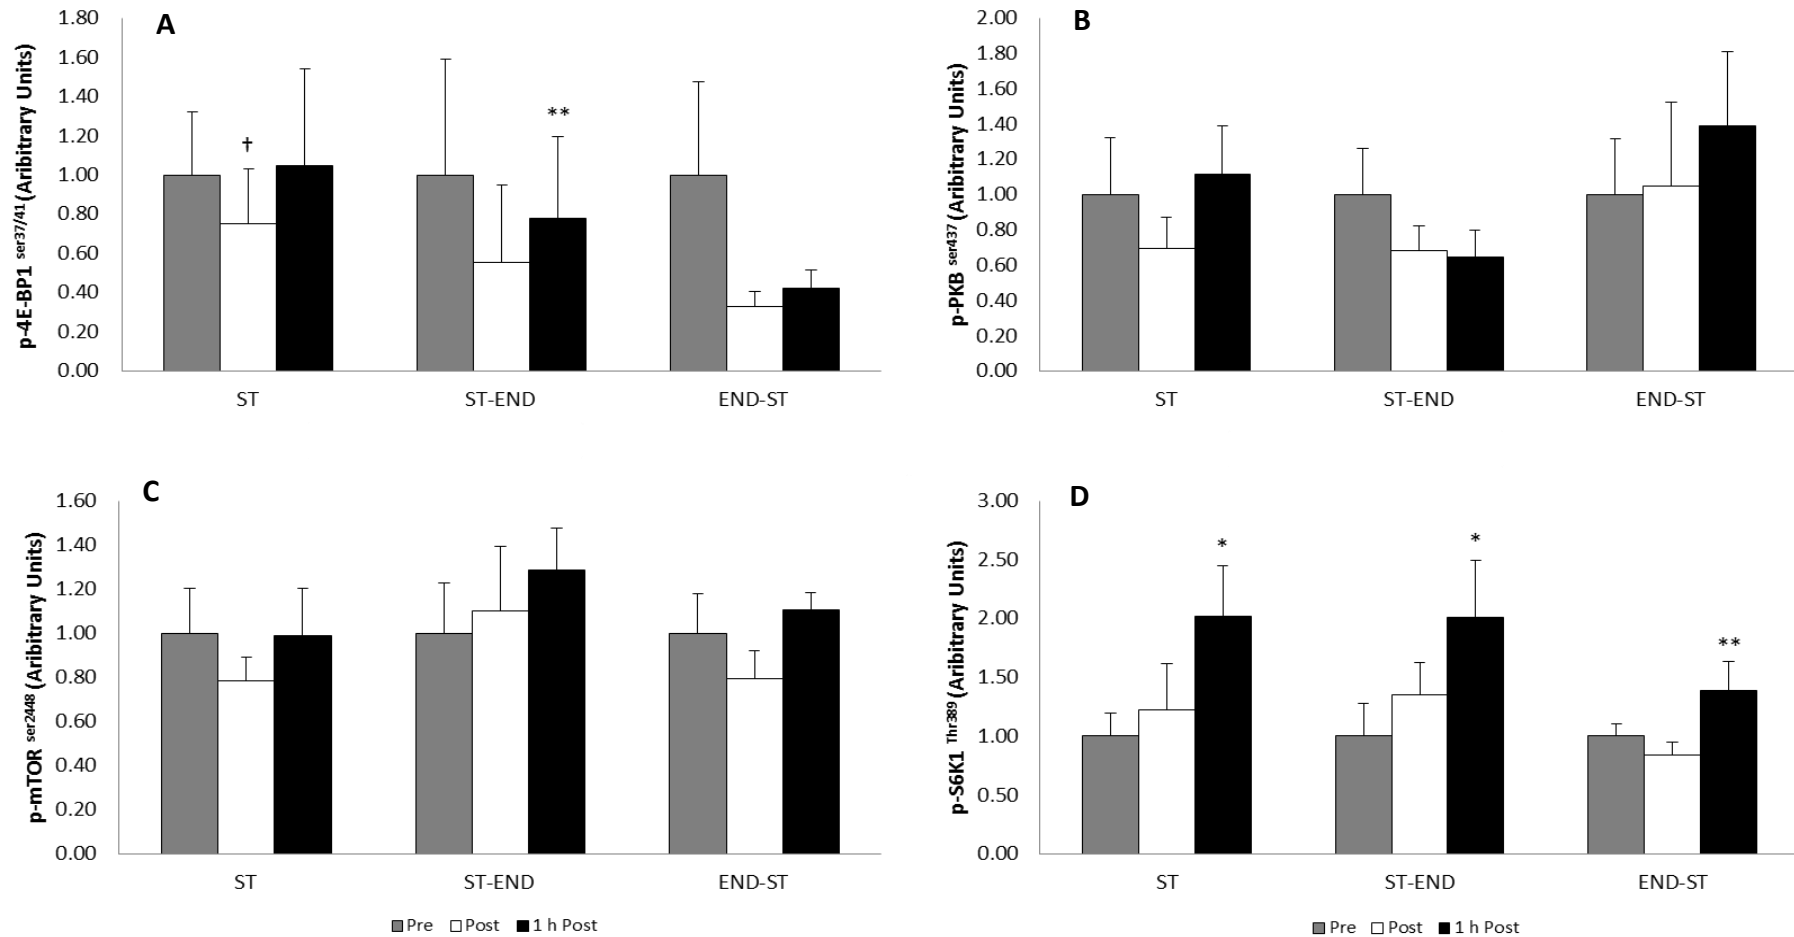 A
p-4E-BP1 ser37/41 (Aribitrary Units)
1.80
1.60
1.40
1.20
1.00
0.80
0.60
0.40
0.20
0.00
†
**
ST
ST-END
END-ST
B
p-PKB ser437 (Aribitrary Units)
2.00
1.80
1.60
1.40
1.20
1.00
0.80
0.60
0.40
0.20
0.00
ST
ST-END
END-ST
C
p-mTOR ser2448 (Aribitrary Units)
1.60
1.40
1.20
1.00
0.80
0.60
0.40
0.20
0.00
ST
ST-END
END-ST
Pre Post 1 h Post
D
p-S6K1 Thr389 (Aribitrary Units)
3.00
2.50
2.00
1.50
1.00
0.50
0.00
*
*
**
ST
ST-END
END-ST
Pre Post 1 h Post